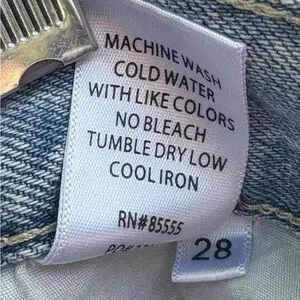 MACHINE WASH
COLD WATER
WITH LIKE COLORS
NO BLEACH
TUMBLE DRY LOW
COOL IRON
RN#85555
28